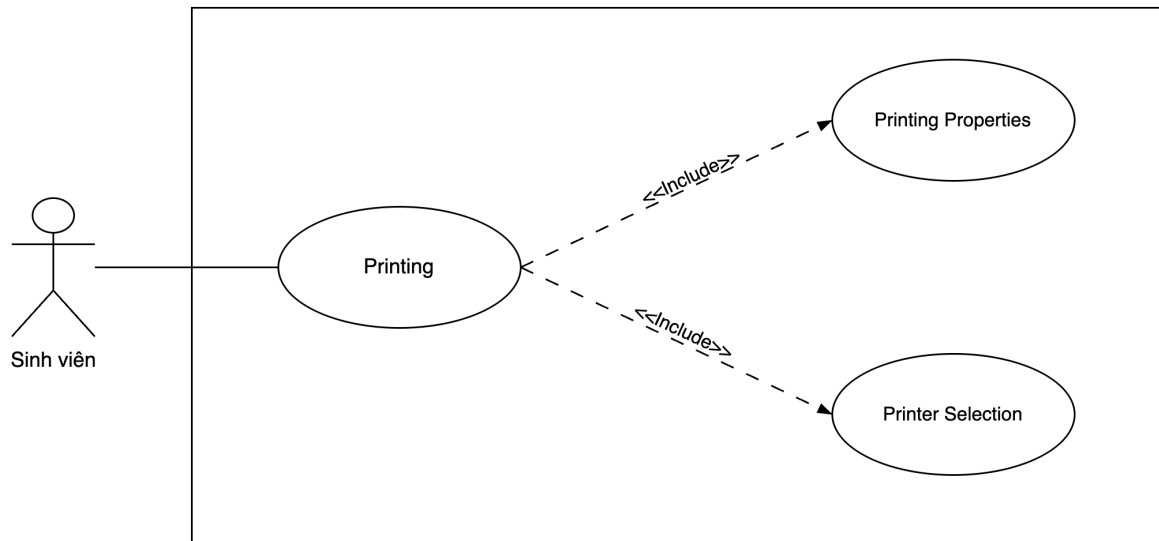 Printing Properties
<<Include>>
Printing
<<Include>>
Sinh viên
Printer Selection